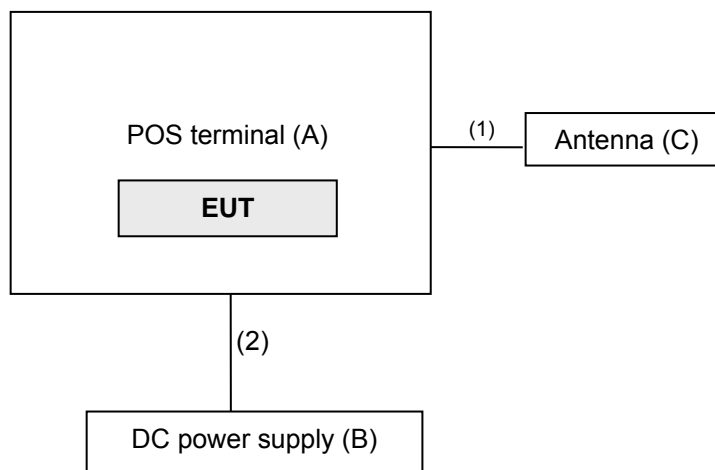 POS terminal (A)
(1)
Antenna (C)
EUT
(2)
DC power supply (B)